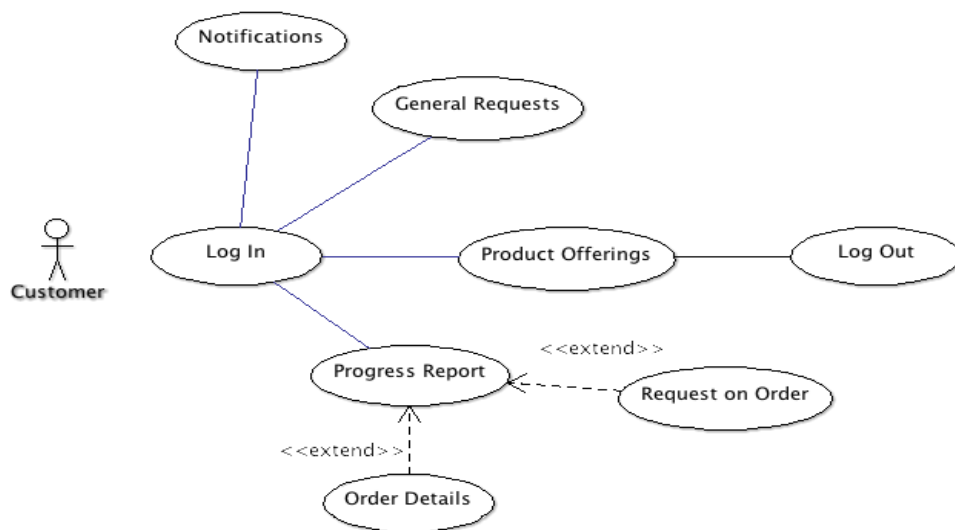 Notifications
General Requests
Log In
Product Offerings
Log Out
Customer
<<extend>>
Progress Report
Request on Order
<<extend>>
Order Details